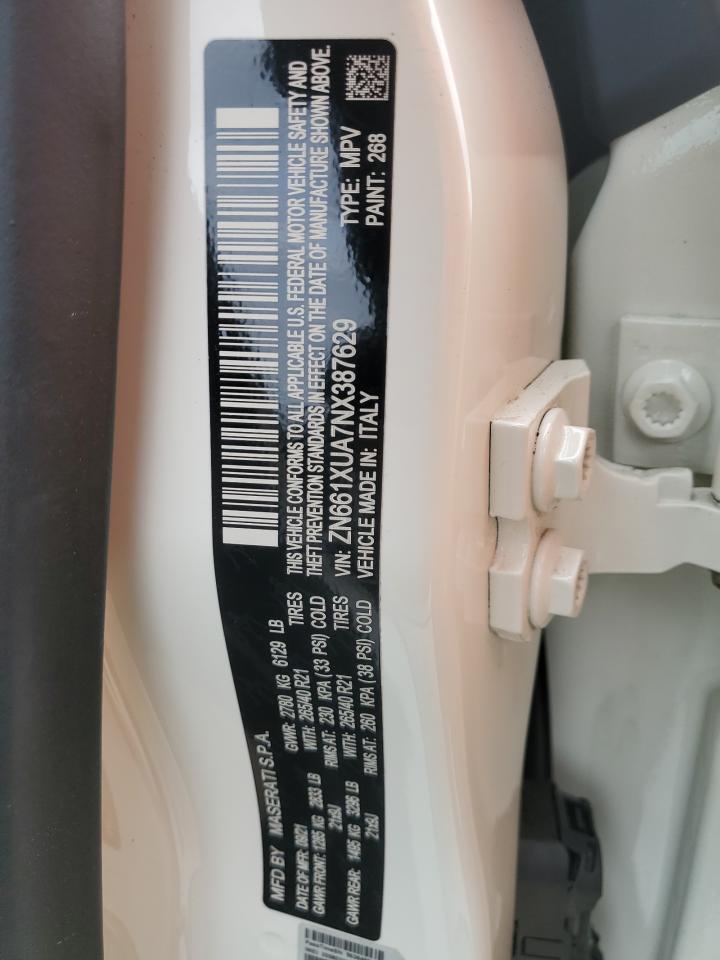 MFD BY MASERATI S.P.A.
DATE OF MFR: 09/21 GVWR: 2780 KG 6129 LB
GAWR FRONT: 1285 KG 2833 LB WITH: 265/40 R21 TIRES
21x9J RIMS AT: 230 KPA (33 PSI) COLD
GAWR REAR: 1495 KG 3296 LB WITH: 265/40 R21 TIRES
21x9J RIMS AT: 260 KPA (38 PSI) COLD
THIS VEHICLE CONFORMS TO ALL APPLICABLE U.S. FEDERAL MOTOR VEHICLE SAFETY AND
THEFT PREVENTION STANDARDS IN EFFECT ON THE DATE OF MANUFACTURE SHOWN ABOVE.
VIN: ZN661XUA7NX387629 TYPE: MPV
VEHICLE MADE IN: ITALY PAINT: 268